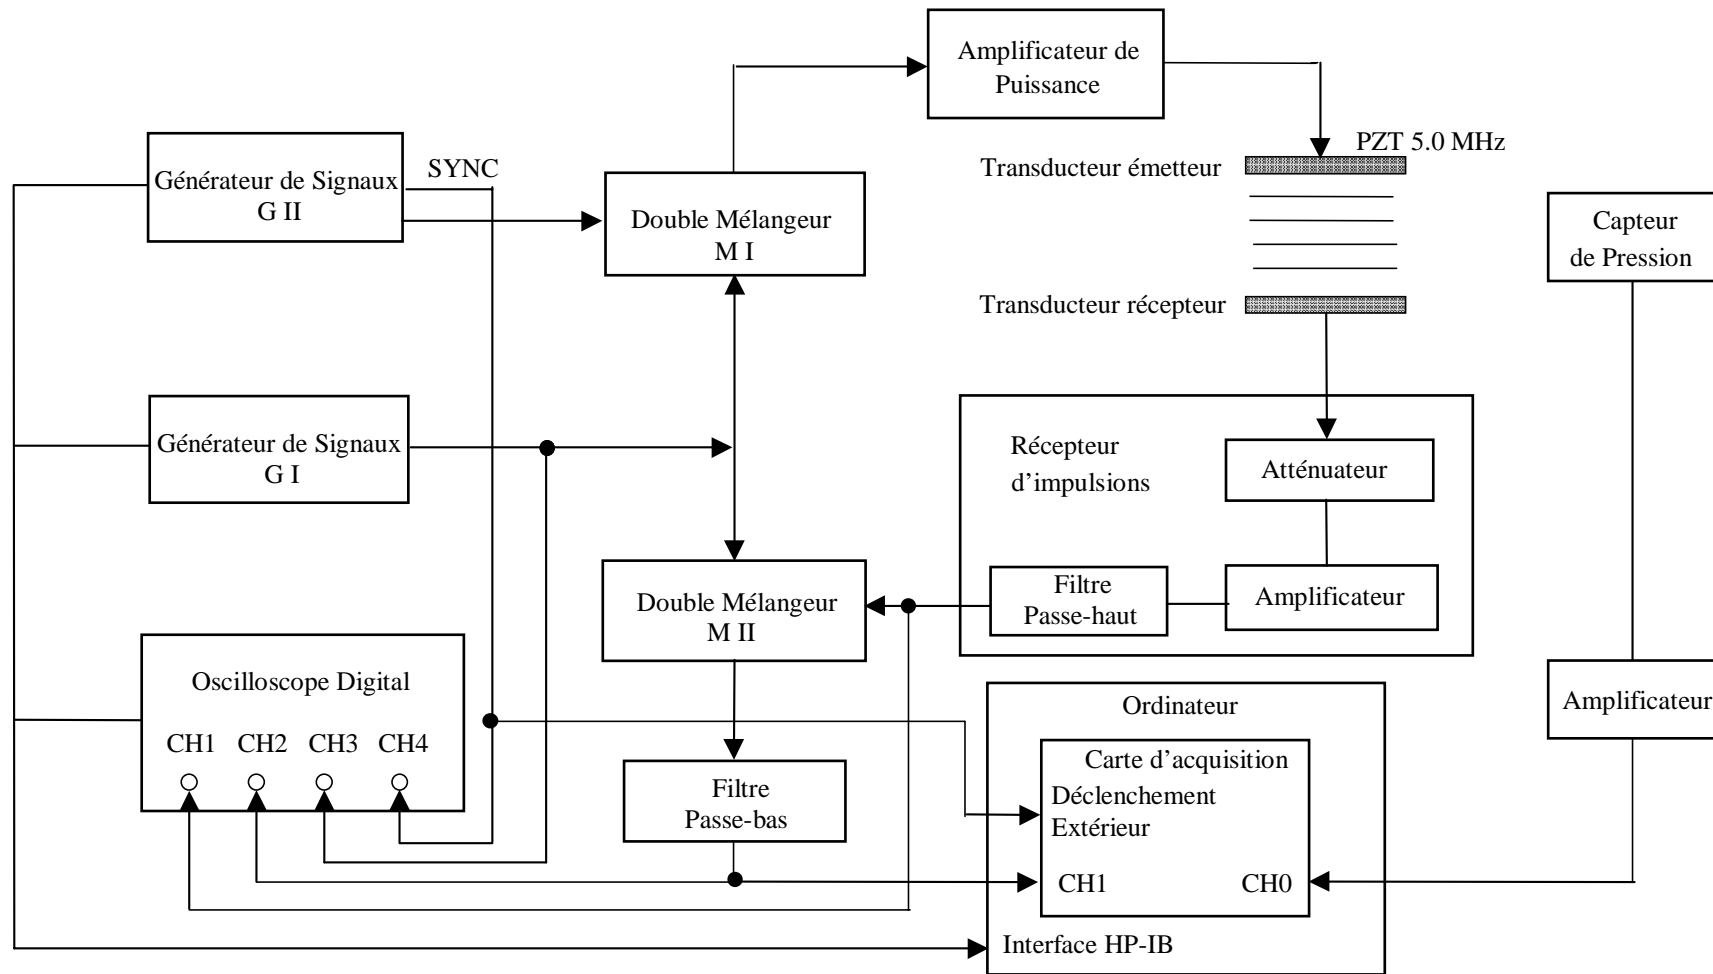 Amplificateur de
Puissance
PZT 5.0 MHz
Transducteur émetteur
SYNC
Générateur de Signaux
G II
Double Mélangeur
M I
Capteur
de Pression
Transducteur récepteur
Générateur de Signaux
G I
Récepteur
d’impulsions
Atténuateur
Filtre
Passe-haut
Amplificateur
Double Mélangeur
M II
Oscilloscope Digital
CH1 CH2 CH3 CH4
Filtre
Passe-bas
Ordinateur
Carte d’acquisition
Déclenchement
Extérieur
CH1 CH0
Interface HP-IB
Amplificateur